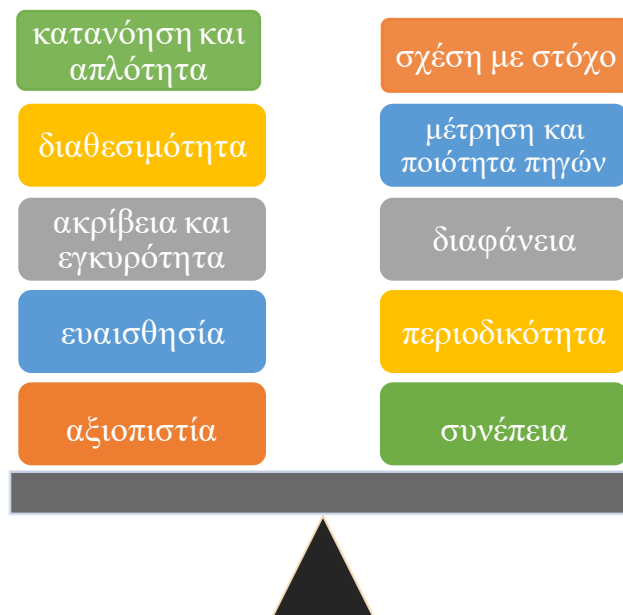 κατανόηση και
απλότητα
διαθεσιμότητα
ακρίβεια και
εγκυρότητα
ευαισθησία
αξιοπιστία
σχέση με στόχο
μέτρηση και
ποιότητα πηγών
διαφάνεια
περιοδικότητα
συνέπεια